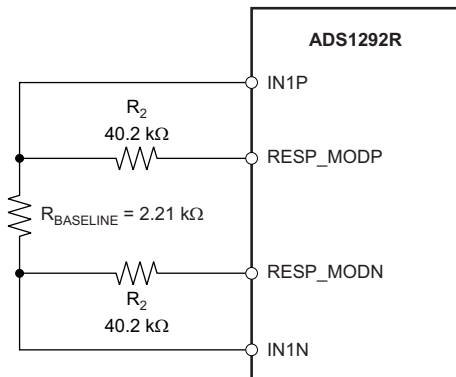 ADS1292R
IN1P
R2
40.2 kΩ
RESP_MODP
RBASELINE = 2.21 kΩ
RESP_MODN
R2
40.2 kΩ
IN1N